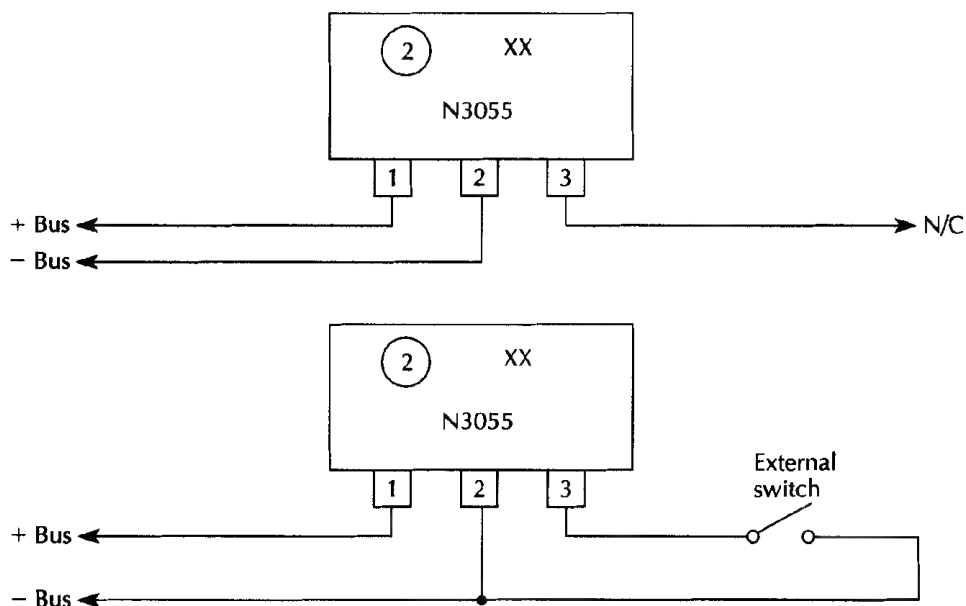 2 XX
N3055
1 2 3
+ Bus
N/C
− Bus
2 XX
N3055
1 2 3
External
switch
+ Bus
− Bus